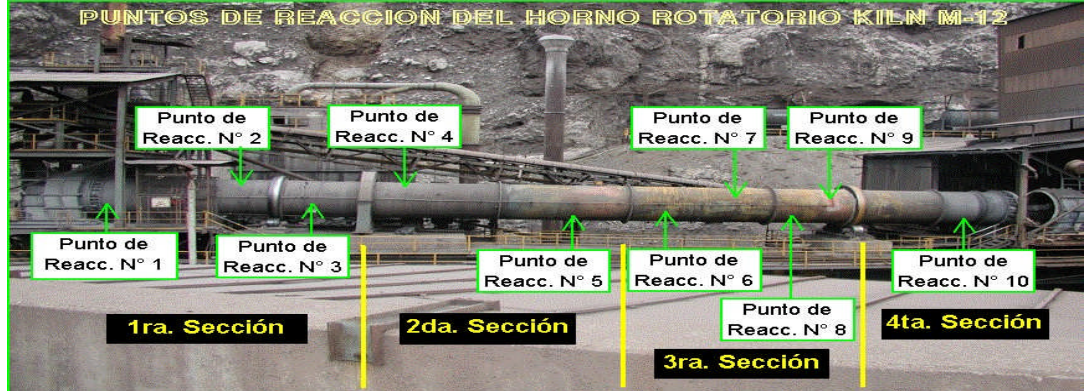 PUNTOS DE REACCION DEL HORNO ROTATORIO KILN M-12
Punto de
Reacc. N° 2
Punto de
Reacc. N° 4
Punto de
Reacc. N° 7
Punto de
Reacc. N° 9
Punto de
Reacc. N° 1
Punto de
Reacc. N° 3
Punto de
Reacc. N° 5
Punto de
Reacc. N° 6
Punto de
Reacc. N° 10
Punto de
Reacc. N° 8
1ra. Sección
2da. Sección
3ra. Sección
4ta. Sección